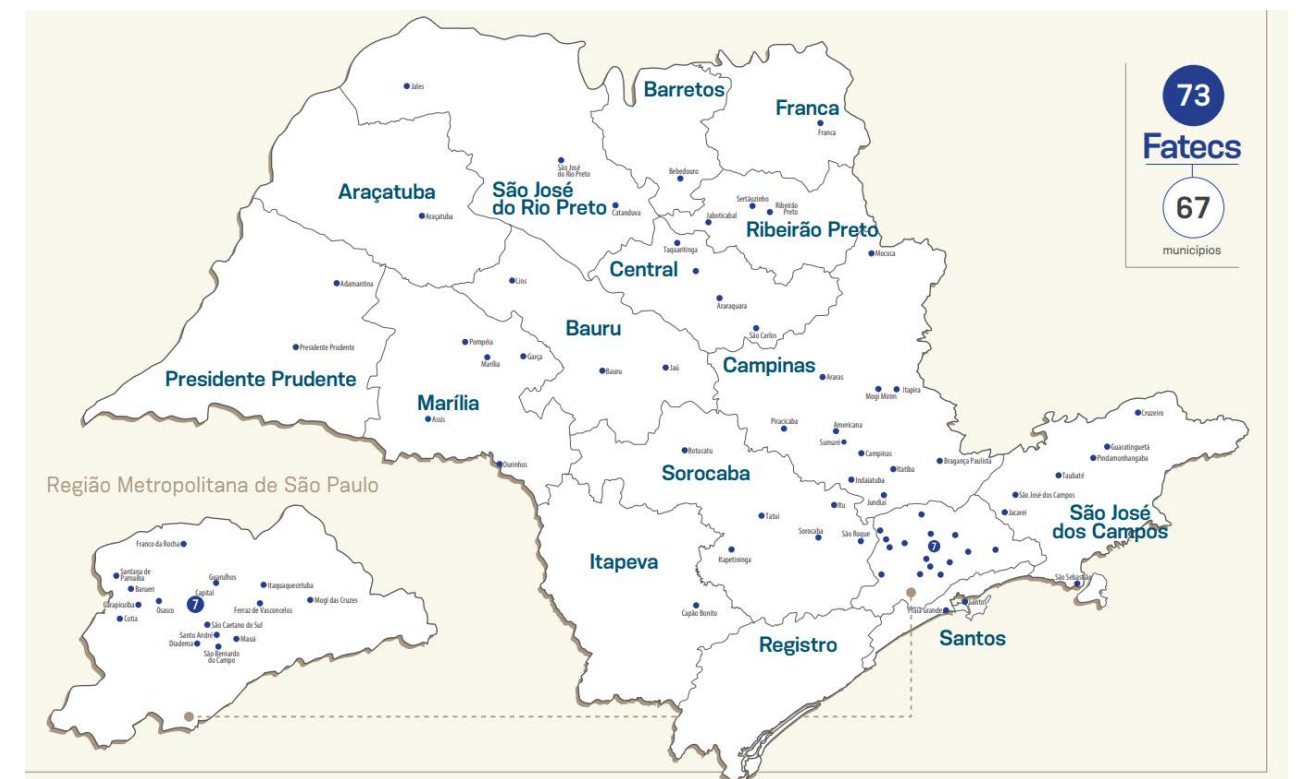 73
Fatecs
67
municípios
Barretos
Franca
Franca
Jales
São José
do Rio Preto
Bebedouro
Araçatuba
São José
do Rio Preto
Catanduva
Araçatuba
Sertãozinho
Ribeirão
Preto
Jaboticabal
Ribeirão Preto
Taquaritinga
Mococa
Central
Adamantina
Lins
Araraquara
Bauru
São Carlos
Presidente Prudente
Pompéia
Marília
Garça
Bauru
Jaú
Campinas
Araras
Presidente Prudente
Mogi Mirim
Itapira
Marília
Assis
Piracicaba
Americana
Sumaré
Cruzeiro
Botucatu
Campinas
Bragança Paulista
Guaratinguetá
Pindamonhangaba
Ourinhos
Sorocaba
Itatiba
Indaiatuba
Taubaté
Jundiaí
São José dos Campos
Itu
Jacareí
São José
dos Campos
Tatuí
Sorocaba
São Roque
Itapetininga
7
Itapeva
São Sebastião
Capão Bonito
Praia Grande
Santos
Registro
Santos
Região Metropolitana de São Paulo
Franco da Rocha
Santana de
Parnaíba
Barueri
Guarulhos
Itaquaquecetuba
Capital
7
Carapicuíba
Osasco
Ferraz de Vasconcelos
Mogi das Cruzes
Cotia
São Caetano do Sul
Santo André
Mauá
Diadema
São Bernardo
do Campo